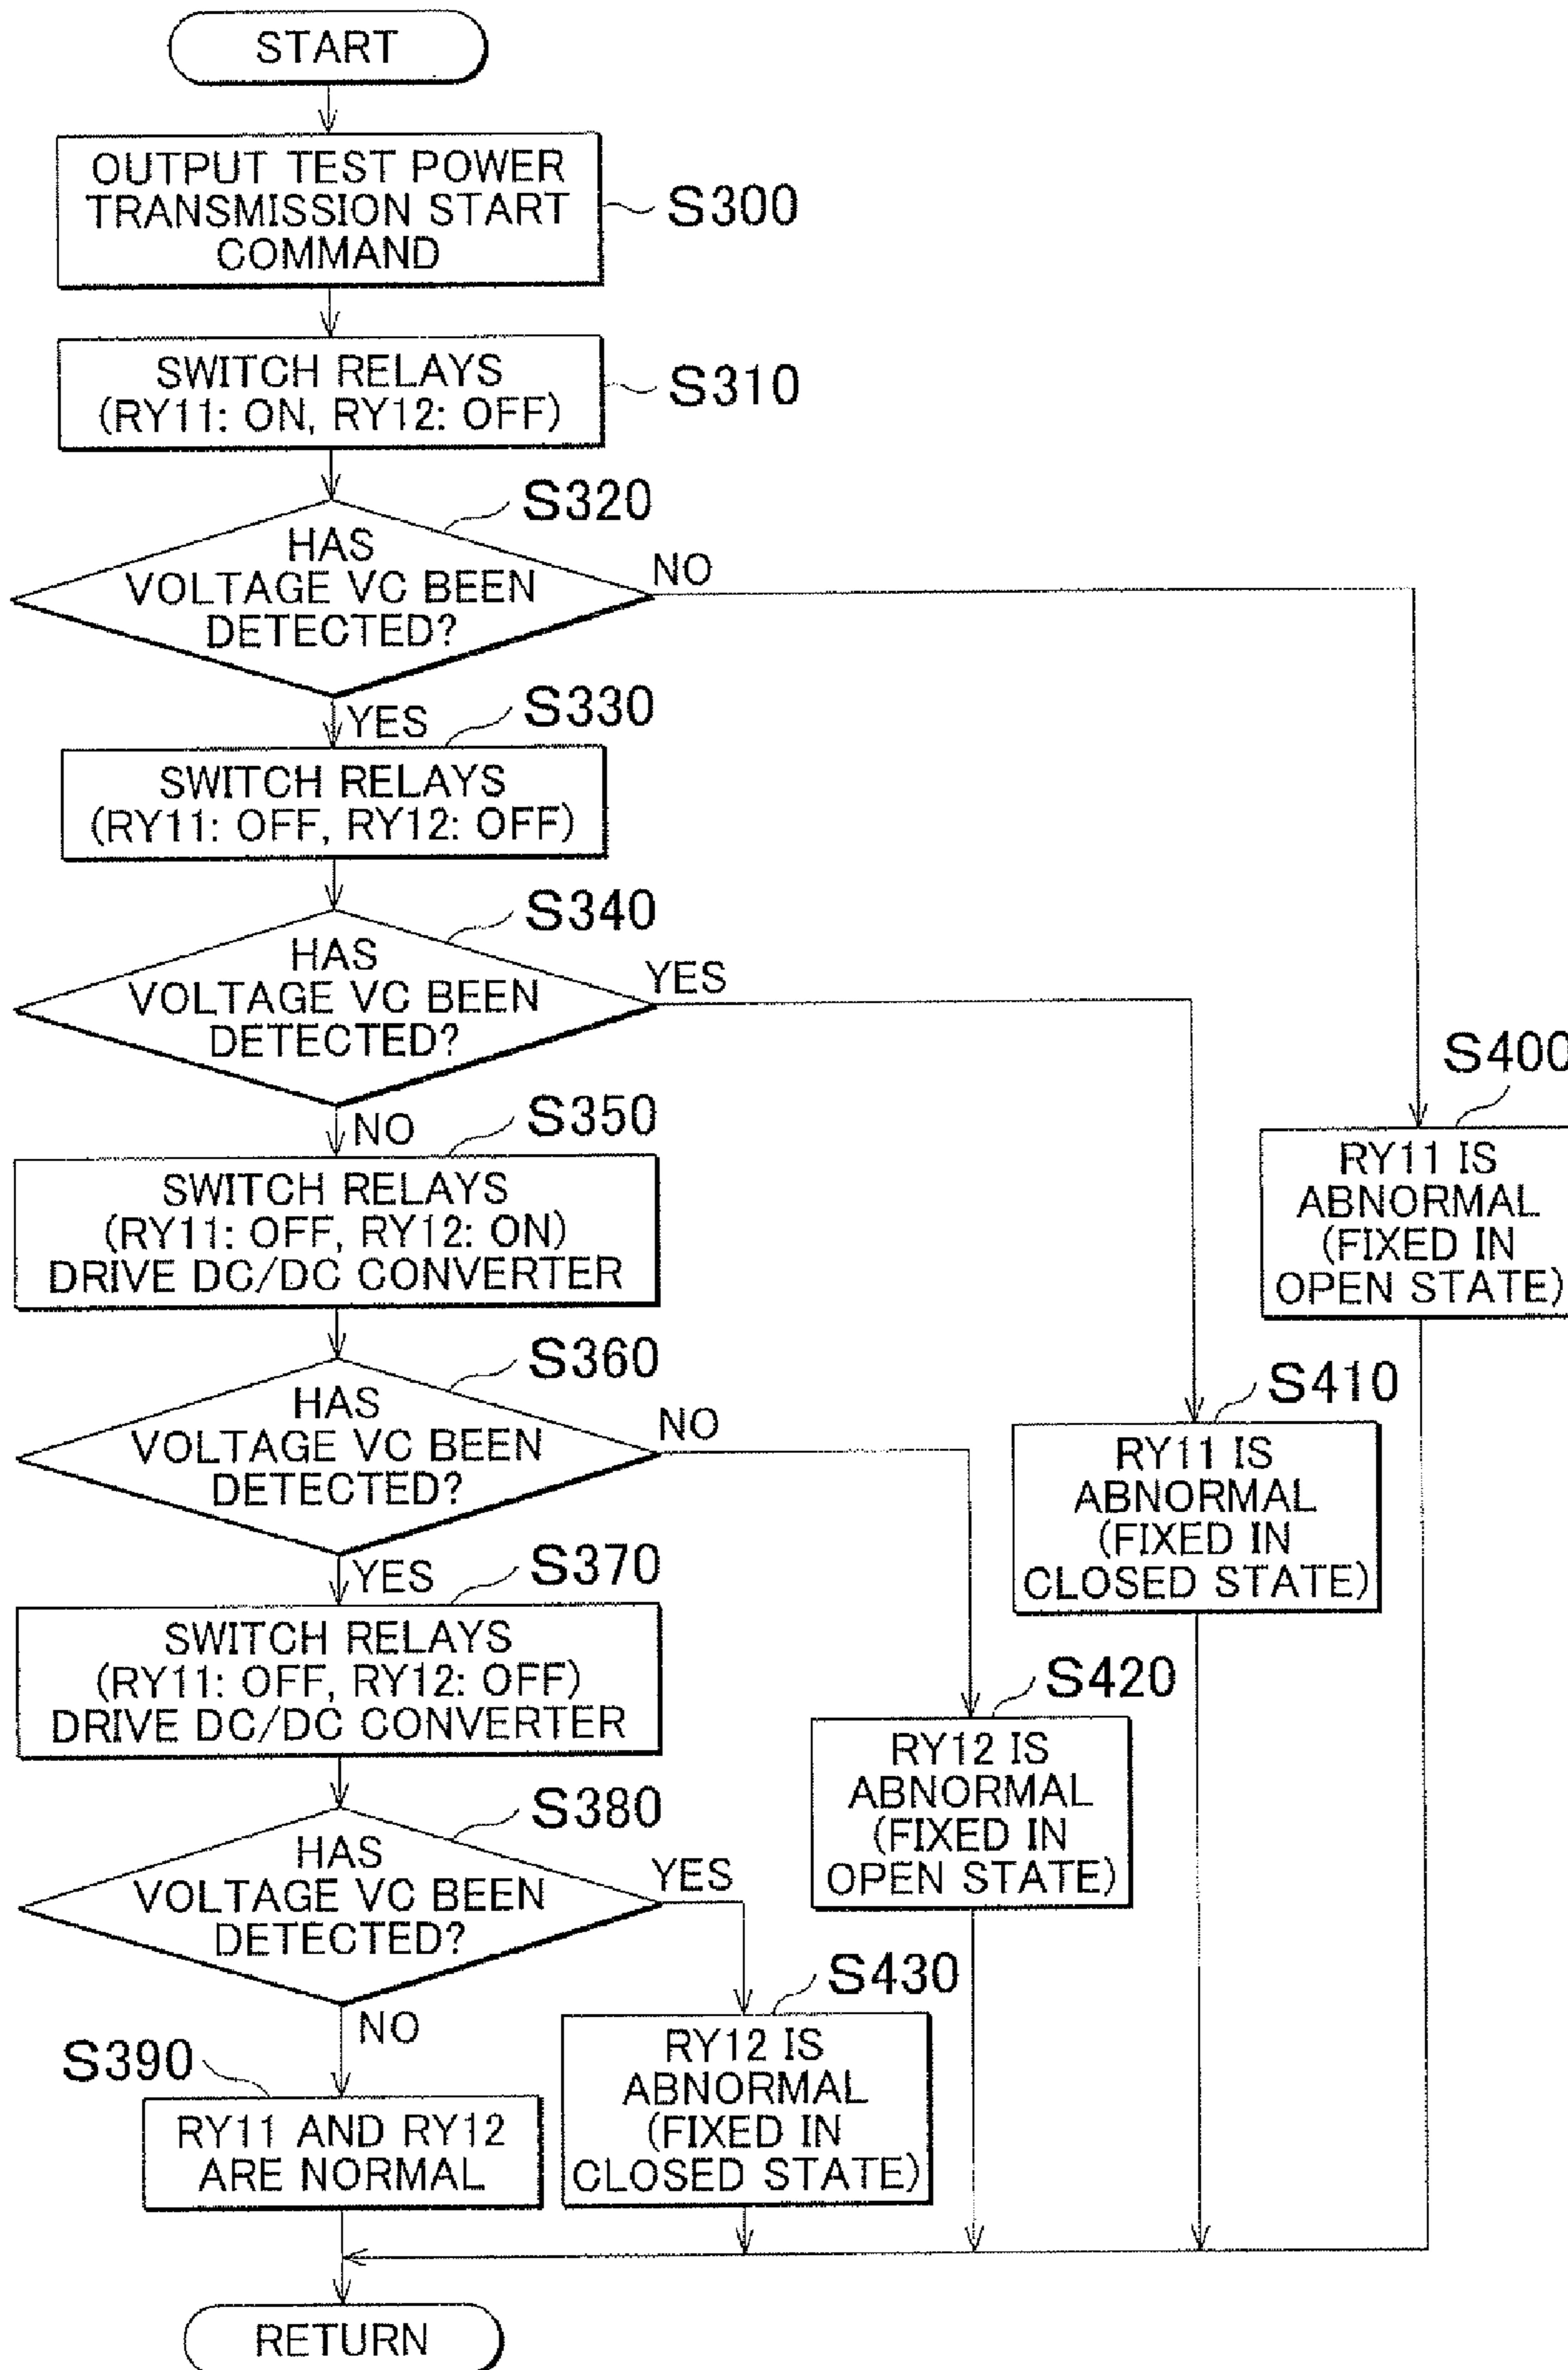 START
OUTPUT TEST POWER
TRANSMISSION START
COMMAND
S300
SWITCH RELAYS
(RY11: ON, RY12: OFF)
S310
S320
HAS
VOLTAGE VC BEEN
DETECTED?
NO
YES
S330
SWITCH RELAYS
(RY11: OFF, RY12: OFF)
S340
HAS
VOLTAGE VC BEEN
DETECTED?
YES
NO
S400
RY11 IS
ABNORMAL
(FIXED IN
OPEN STATE)
S350
SWITCH RELAYS
(RY11: OFF, RY12: ON)
DRIVE DC/DC CONVERTER
S360
HAS
VOLTAGE VC BEEN
DETECTED?
NO
YES
S410
RY11 IS
ABNORMAL
(FIXED IN
CLOSED STATE)
S370
SWITCH RELAYS
(RY11: OFF, RY12: OFF)
DRIVE DC/DC CONVERTER
S420
RY12 IS
ABNORMAL
(FIXED IN
OPEN STATE)
S380
HAS
VOLTAGE VC BEEN
DETECTED?
YES
NO
S430
RY12 IS
ABNORMAL
(FIXED IN
CLOSED STATE)
S390
RY11 AND RY12
ARE NORMAL
RETURN